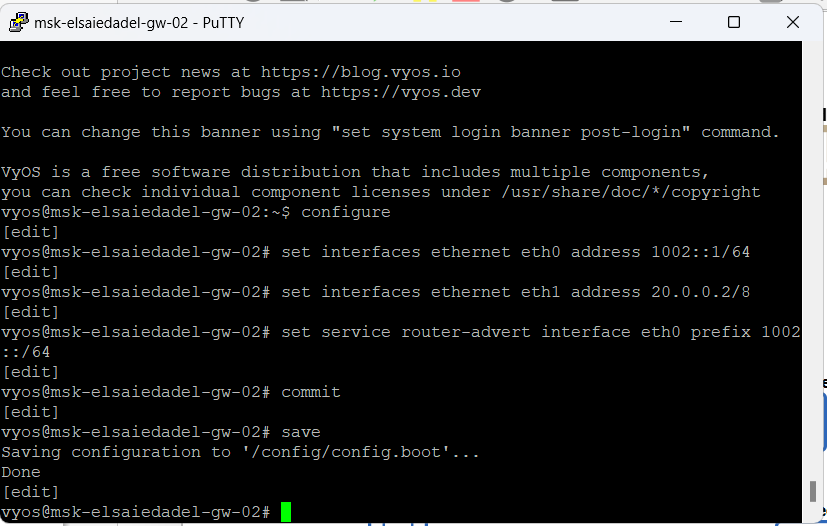 msk-elsaiedadel-gw-02 - PuTTY
Check out project news at https://blog.vyos.io
and feel free to report bugs at https://vyos.dev
You can change this banner using "set system login banner post-login" command.
VyOS is a free software distribution that includes multiple components,
you can check individual component licenses under /usr/share/doc/*/copyright
vyos@msk-elsaiedadel-gw-02:~$ configure
[edit]
vyos@msk-elsaiedadel-gw-02# set interfaces ethernet eth0 address 1002::1/64
[edit]
vyos@msk-elsaiedadel-gw-02# set interfaces ethernet eth1 address 20.0.0.2/8
[edit]
vyos@msk-elsaiedadel-gw-02# set service router-advert interface eth0 prefix 1002
::/64
[edit]
vyos@msk-elsaiedadel-gw-02# commit
[edit]
vyos@msk-elsaiedadel-gw-02# save
Saving configuration to '/config/config.boot'...
Done
[edit]
vyos@msk-elsaiedadel-gw-02#